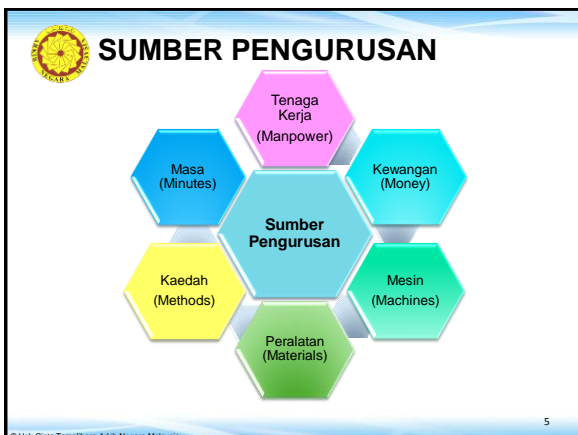 SUMBER PENGURUSAN
Tenaga
Kerja
(Manpower)
Masa
(Minutes)
Kewangan
(Money)
Sumber
Pengurusan
Kaedah
(Methods)
Mesin
(Machines)
Peralatan
(Materials)
5